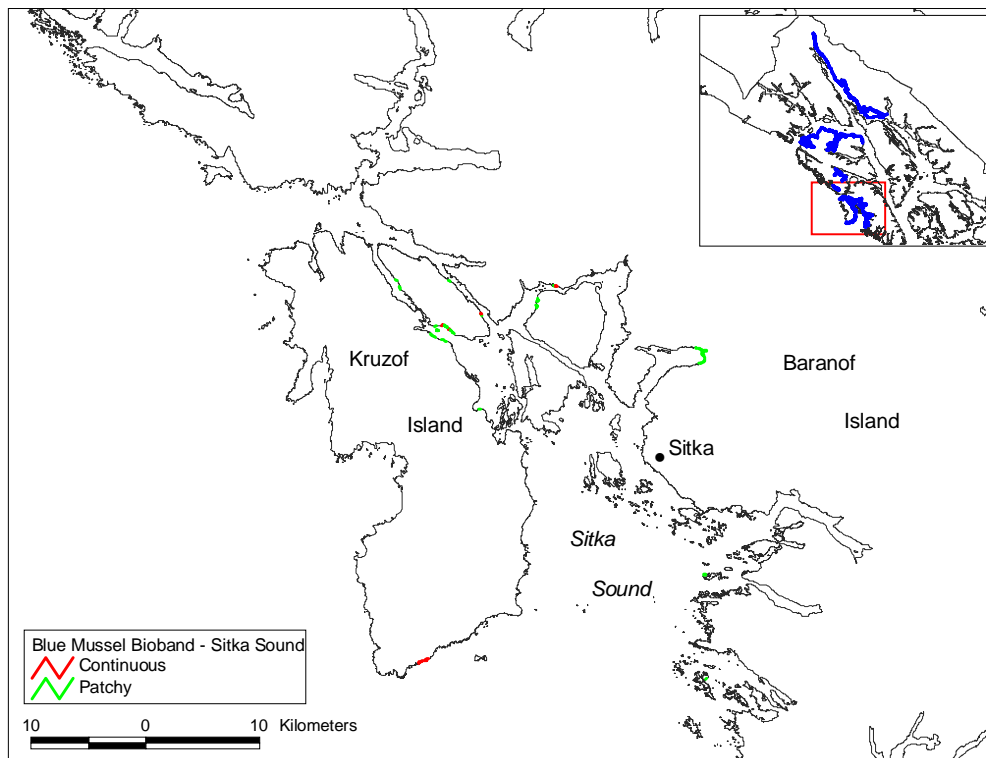 Kruzof
Island
Baranof
Island
Sitka
Sitka
Sound
Blue Mussel Bioband - Sitka Sound
Continuous
Patchy
10 0 10 Kilometers